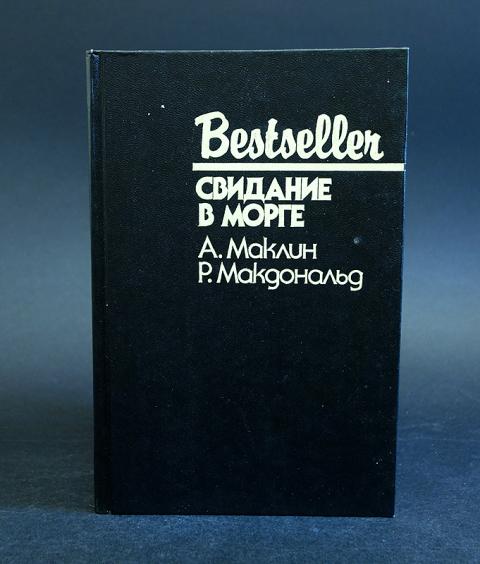 Bestseller
СВИДАНИЕ
В МОРГЕ
А. Маклин
Р. Макдональд